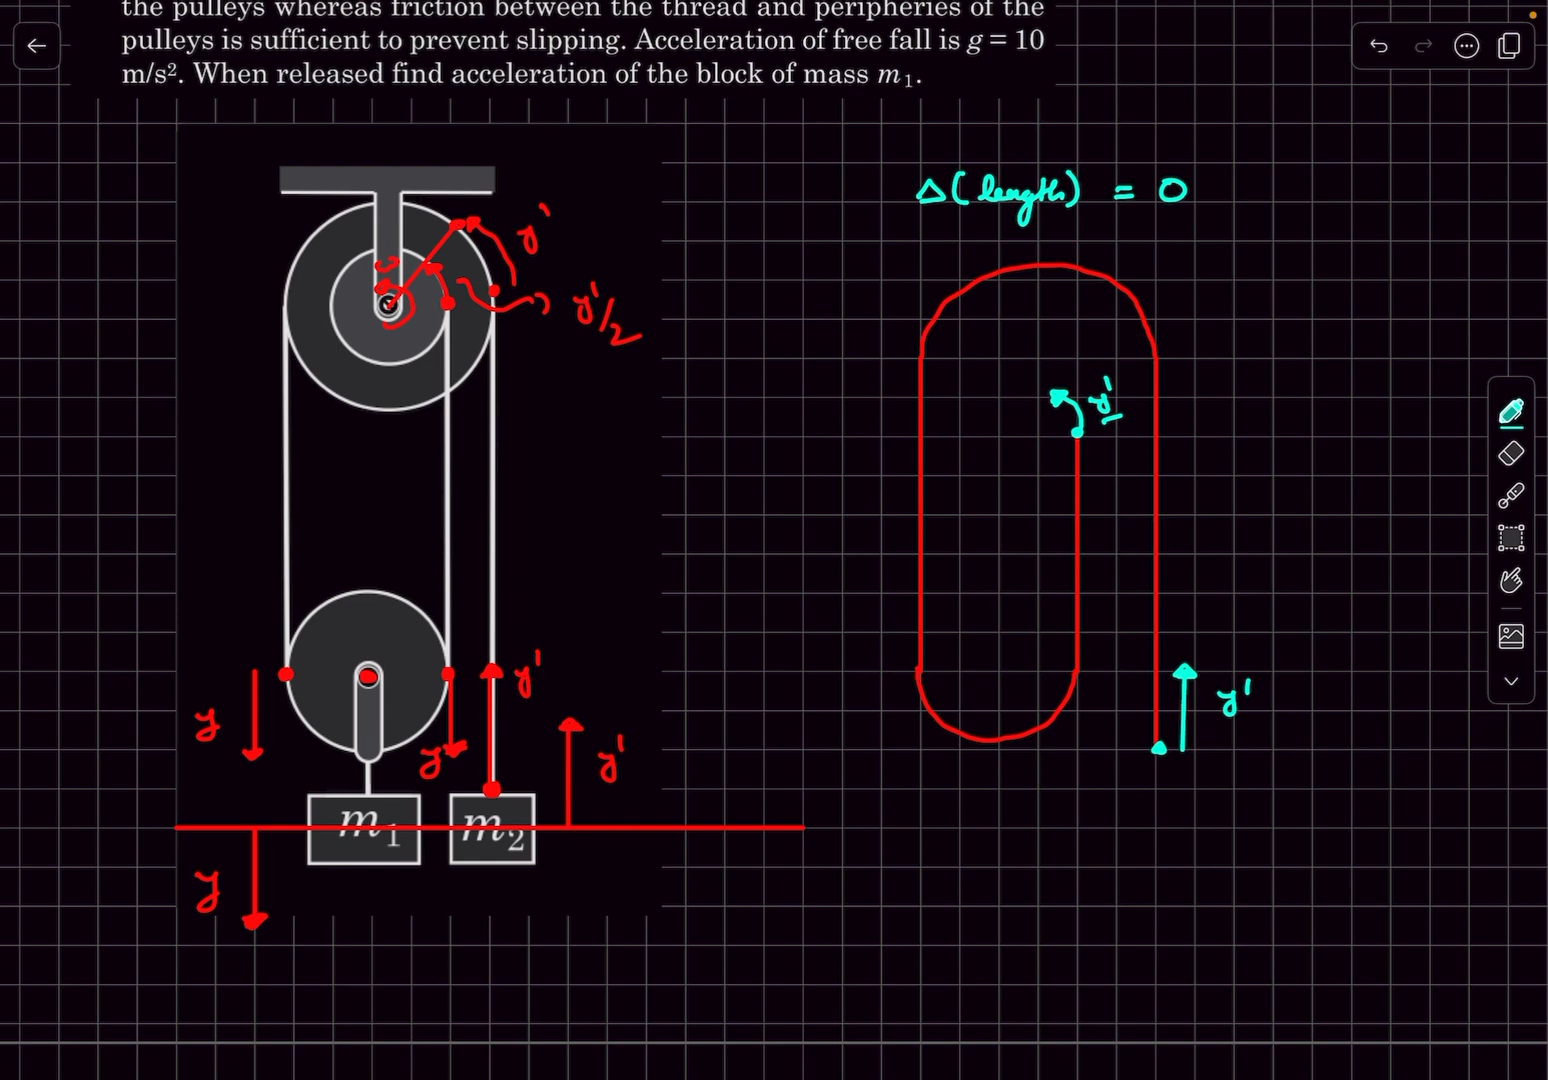 the pulleys whereas friction between the thread and peripheries of the
pulleys is sufficient to prevent slipping. Acceleration of free fall is g = 10
m/s². When released find acceleration of the block of mass m₁.
Δ( length ) = 0
y'
y'/2
y'
y'
y'
y
y
y'
m₁
m₂
y